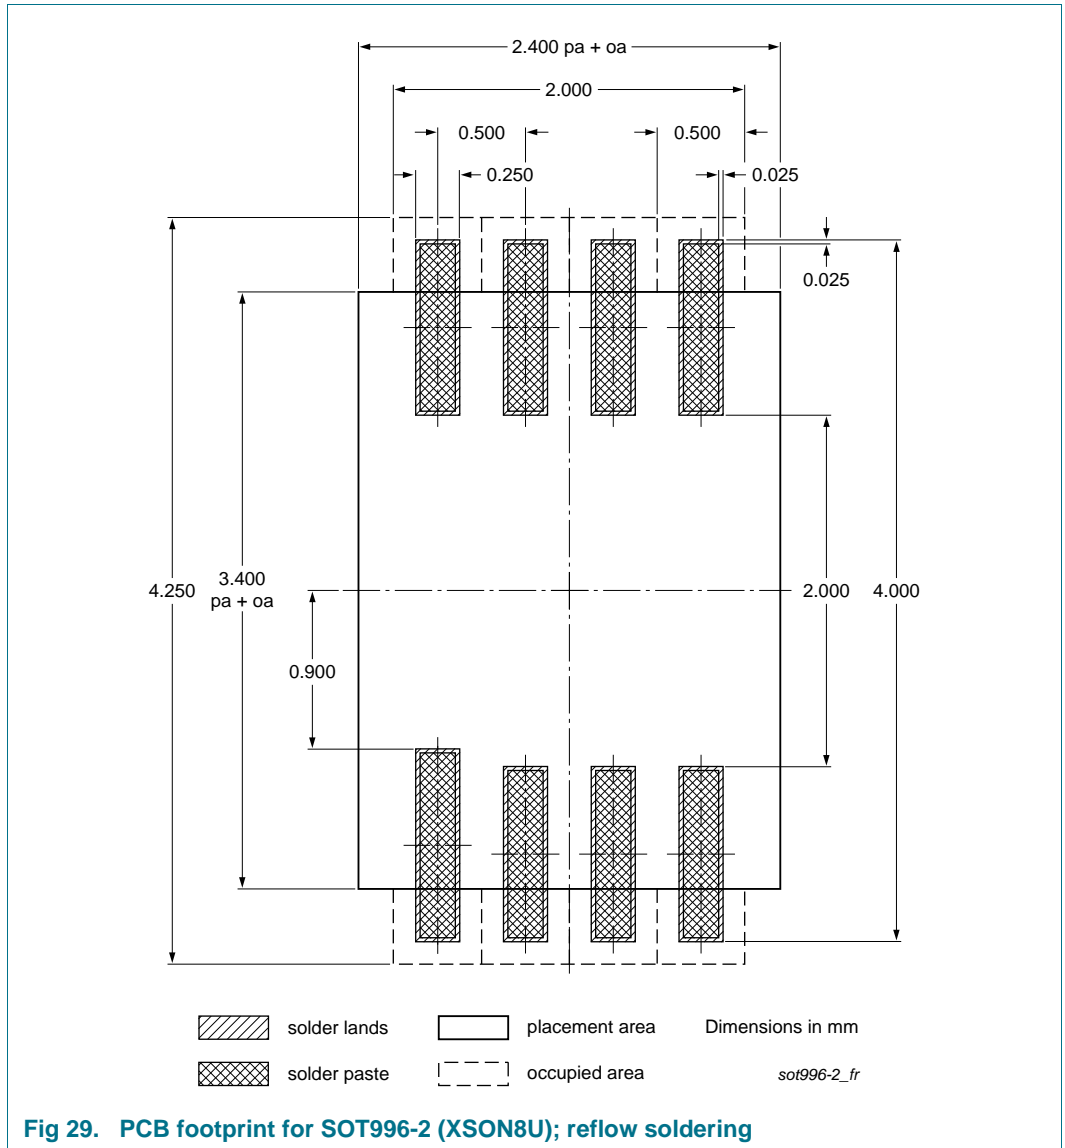 2.400 pa + oa
2.000
0.500
0.500
0.250
0.025
0.025
4.250
3.400
pa + oa
2.000
4.000
0.900
solder lands
placement area
Dimensions in mm
solder paste
occupied area
sot996-2_fr
Fig 29. PCB footprint for SOT996-2 (XSON8U); reflow soldering